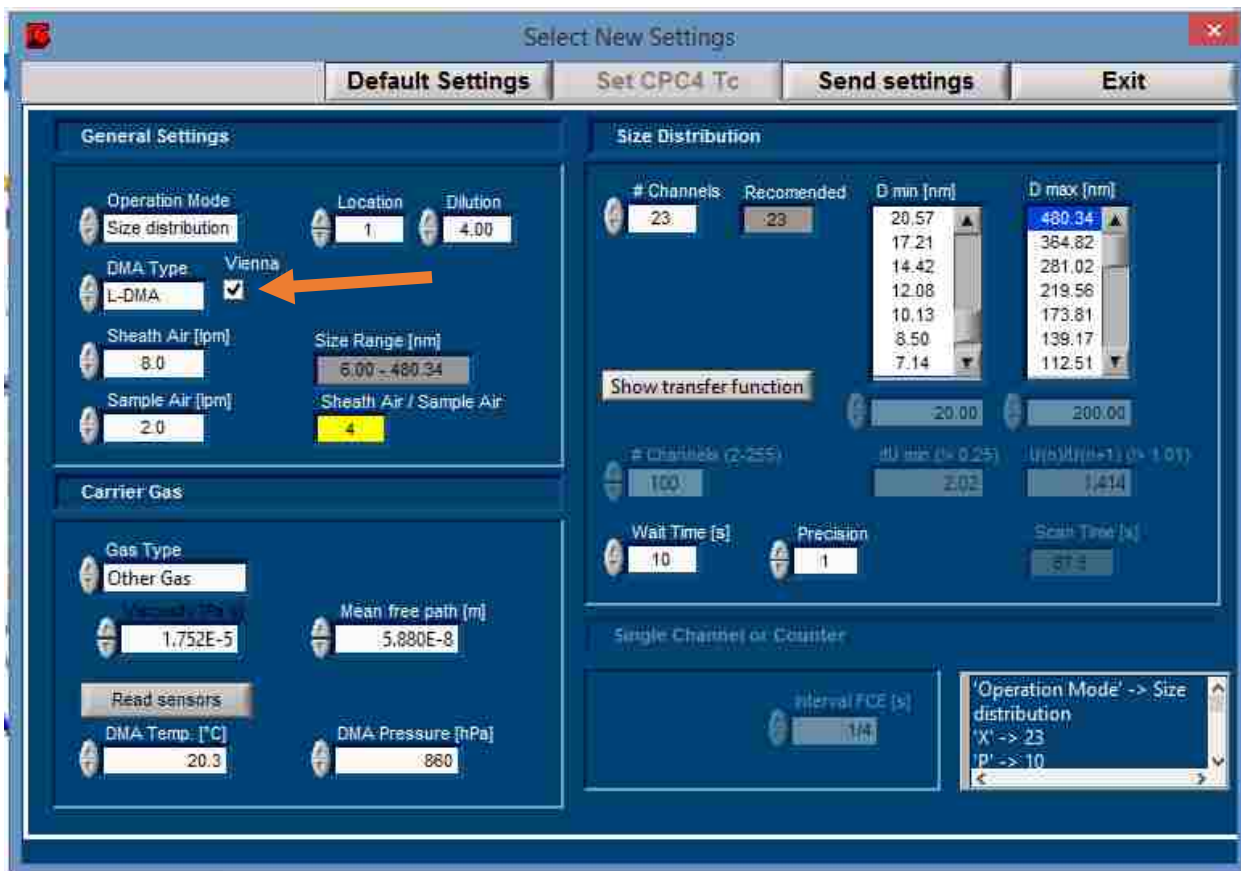 Select New Settings
Default Settings
Set CPC4 Tc
Send settings
Exit
General Settings
Operation Mode
Size distribution
Location
1
Dilution
4.00
DMA Type
L-DMA
Vienna
Sheath Air [lpm]
8.0
Size Range [nm]
6.00 - 480.34
Sample Air [lpm]
2.0
Sheath Air / Sample Air
4
Carrier Gas
Gas Type
Other Gas
1.752E-5
Mean free path [m]
5.880E-8
Read sensors
DMA Temp. [°C]
20.3
DMA Pressure [hPa]
860
Size Distribution
# Channels
23
Recomended
23
D min [nm]
20.57
17.21
14.42
12.08
10.13
8.50
7.14
20.00
D max [nm]
480.34
364.82
281.02
219.56
173.81
139.17
112.51
200.00
Show transfer function
# Channels (2-255)
100
dU min (> 0.25)
2.02
U(n)/U(n+1) (> 1.01)
1.414
Wait Time [s]
10
Precision
1
Scan Time [s]
Single Channel or Counter
Interval FCE [s]
1/4
'Operation Mode' -> Size
distribution
'X' -> 23
'P' -> 10